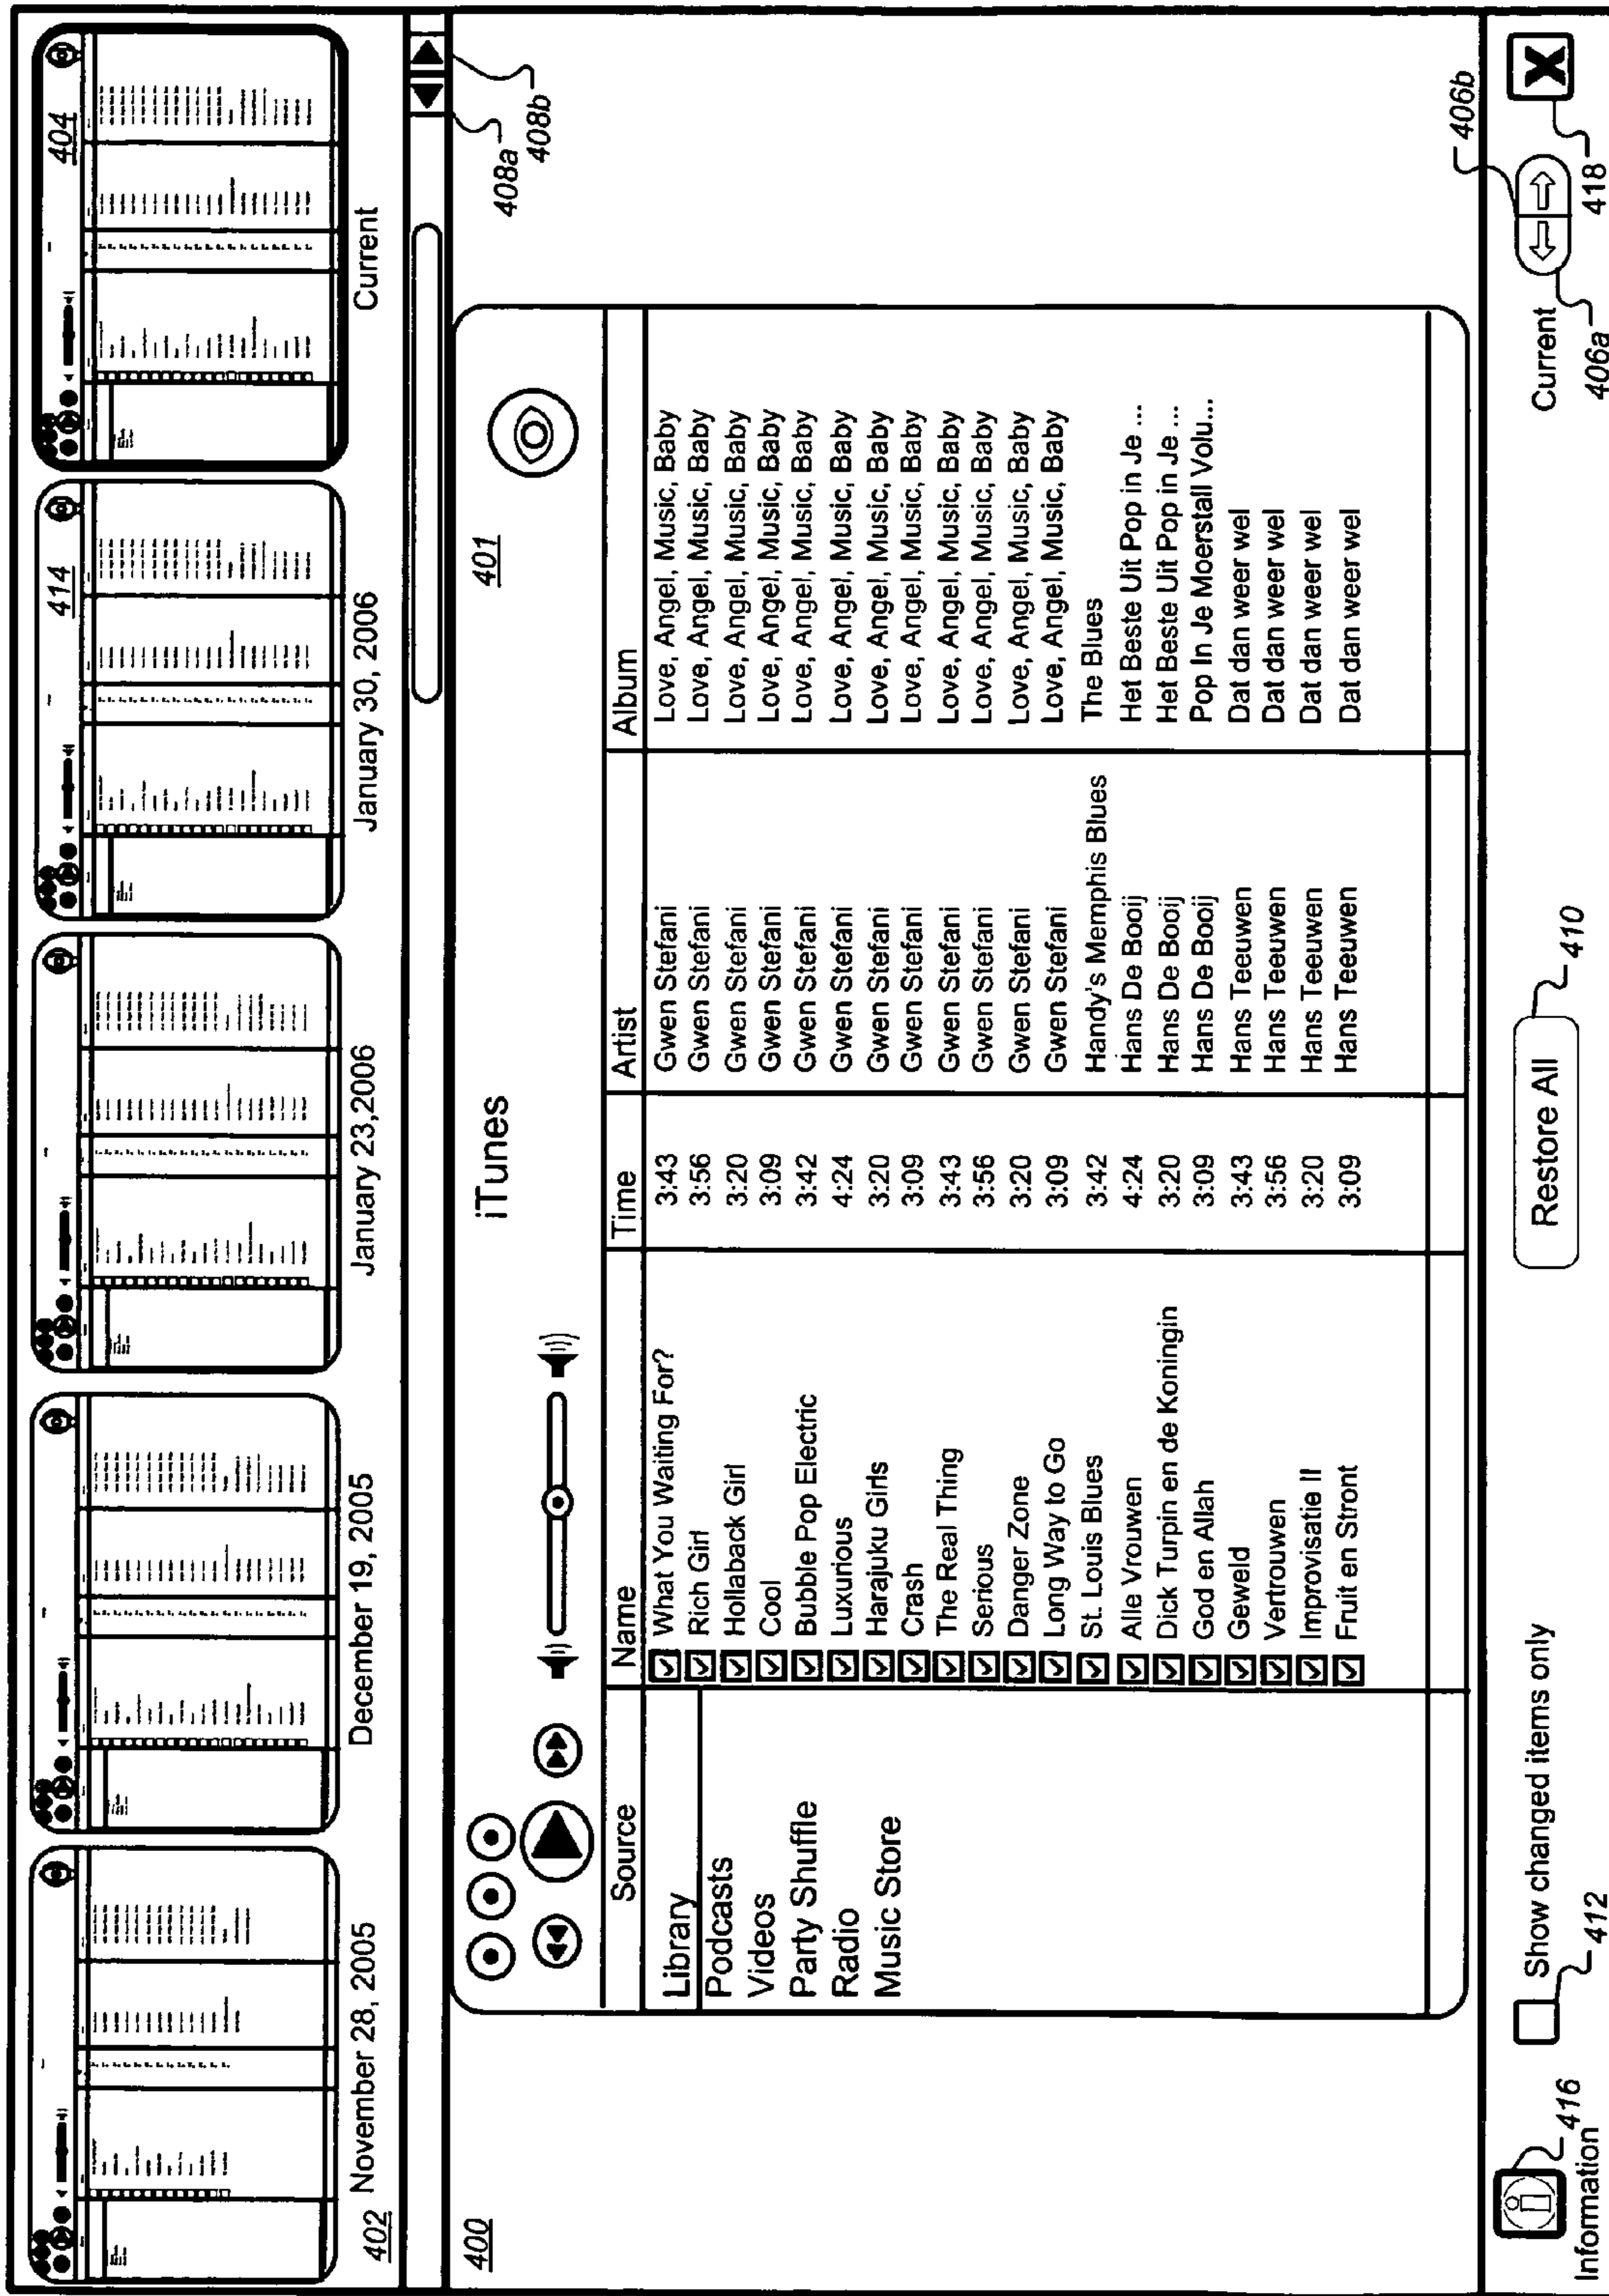 404
414
November 28, 2005
December 19, 2005
January 23,2006
January 30, 2006
Current
402
408a
408b
400
iTunes
401
Source Name Time Artist Album
Library
Podcasts
Videos
Party Shuffle
Radio
Music Store
What You Waiting For? 3:43 Gwen Stefani Love, Angel, Music, Baby
Rich Girl 3:56 Gwen Stefani Love, Angel, Music, Baby
Hollaback Girl 3:20 Gwen Stefani Love, Angel, Music, Baby
Cool 3:09 Gwen Stefani Love, Angel, Music, Baby
Bubble Pop Electric 3:42 Gwen Stefani Love, Angel, Music, Baby
Luxurious 4:24 Gwen Stefani Love, Angel, Music, Baby
Harajuku Girls 3:20 Gwen Stefani Love, Angel, Music, Baby
Crash 3:09 Gwen Stefani Love, Angel, Music, Baby
The Real Thing 3:43 Gwen Stefani Love, Angel, Music, Baby
Serious 3:56 Gwen Stefani Love, Angel, Music, Baby
Danger Zone 3:20 Gwen Stefani Love, Angel, Music, Baby
Long Way to Go 3:09 Gwen Stefani Love, Angel, Music, Baby
St. Louis Blues 3:42 Handy's Memphis Blues The Blues
Alle Vrouwen 4:24 Hans De Booij Het Beste Uit Pop in Je ...
Dick Turpin en de Koningin 3:20 Hans De Booij Het Beste Uit Pop in Je ...
God en Allah 3:09 Hans De Booij Pop In Je Moerstall Volu...
Geweld 3:43 Hans Teeuwen Dat dan weer wel
Vertrouwen 3:56 Hans Teeuwen Dat dan weer wel
Improvisatie II 3:20 Hans Teeuwen Dat dan weer wel
Fruit en Stront 3:09 Hans Teeuwen Dat dan weer wel
406b
i
Information
416
Show changed items only
412
Restore All
410
Current
406a
X
418